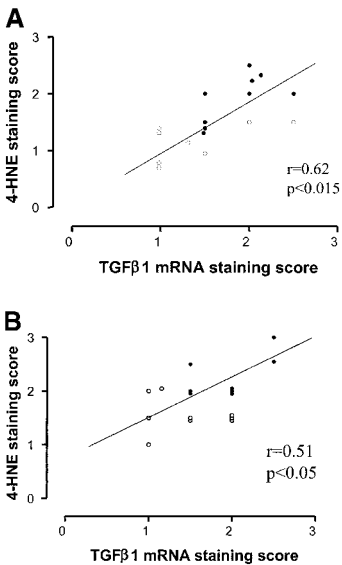 A
4-HNE staining score
3
2
1
0
r=0.62
p<0.015
0 1 2 3
TGFβ1 mRNA staining score
B
4-HNE staining score
3
2
1
0
r=0.51
p<0.05
0 1 2 3
TGFβ1 mRNA staining score